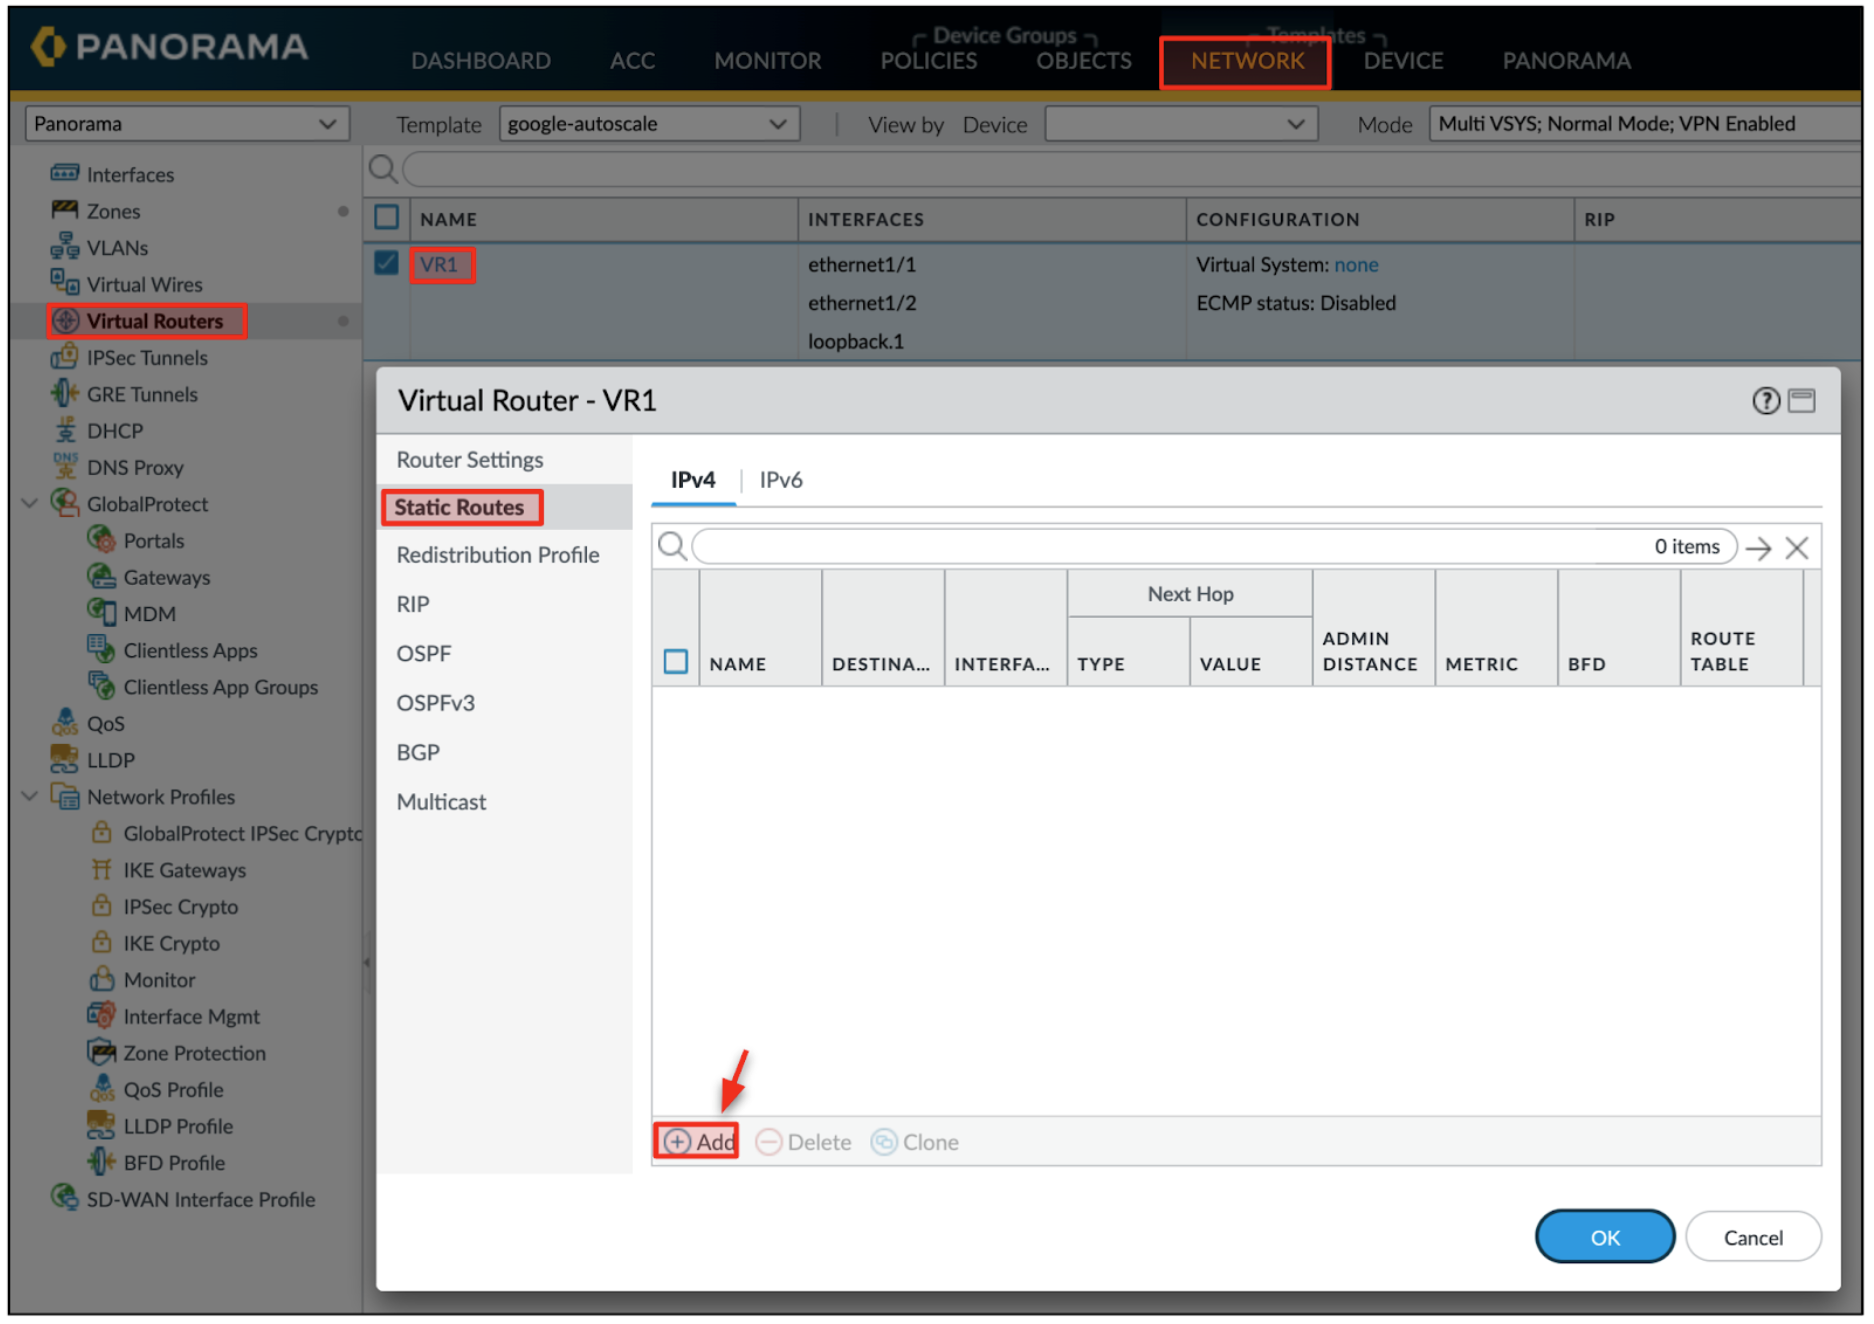 PANORAMA
Device Groups
Templates
DASHBOARD ACC MONITOR POLICIES OBJECTS NETWORK DEVICE PANORAMA
Panorama
Template google-autoscale View by Device Mode Multi VSYS; Normal Mode; VPN Enabled
Interfaces
Zones
VLANs
Virtual Wires
Virtual Routers
IPSec Tunnels
GRE Tunnels
DHCP
DNS Proxy
GlobalProtect
Portals
Gateways
MDM
Clientless Apps
Clientless App Groups
QoS
LLDP
Network Profiles
GlobalProtect IPSec Crypto
IKE Gateways
IPSec Crypto
IKE Crypto
Monitor
Interface Mgmt
Zone Protection
QoS Profile
LLDP Profile
BFD Profile
SD-WAN Interface Profile
NAME INTERFACES CONFIGURATION RIP
VR1 ethernet1/1 Virtual System: none
ethernet1/2 ECMP status: Disabled
loopback.1
Virtual Router - VR1
Router Settings
Static Routes
Redistribution Profile
RIP
OSPF
OSPFv3
BGP
Multicast
IPv4 IPv6
0 items
Next Hop
NAME DESTINA... INTERFA... TYPE VALUE ADMIN DISTANCE METRIC BFD ROUTE TABLE
Add Delete Clone
OK Cancel